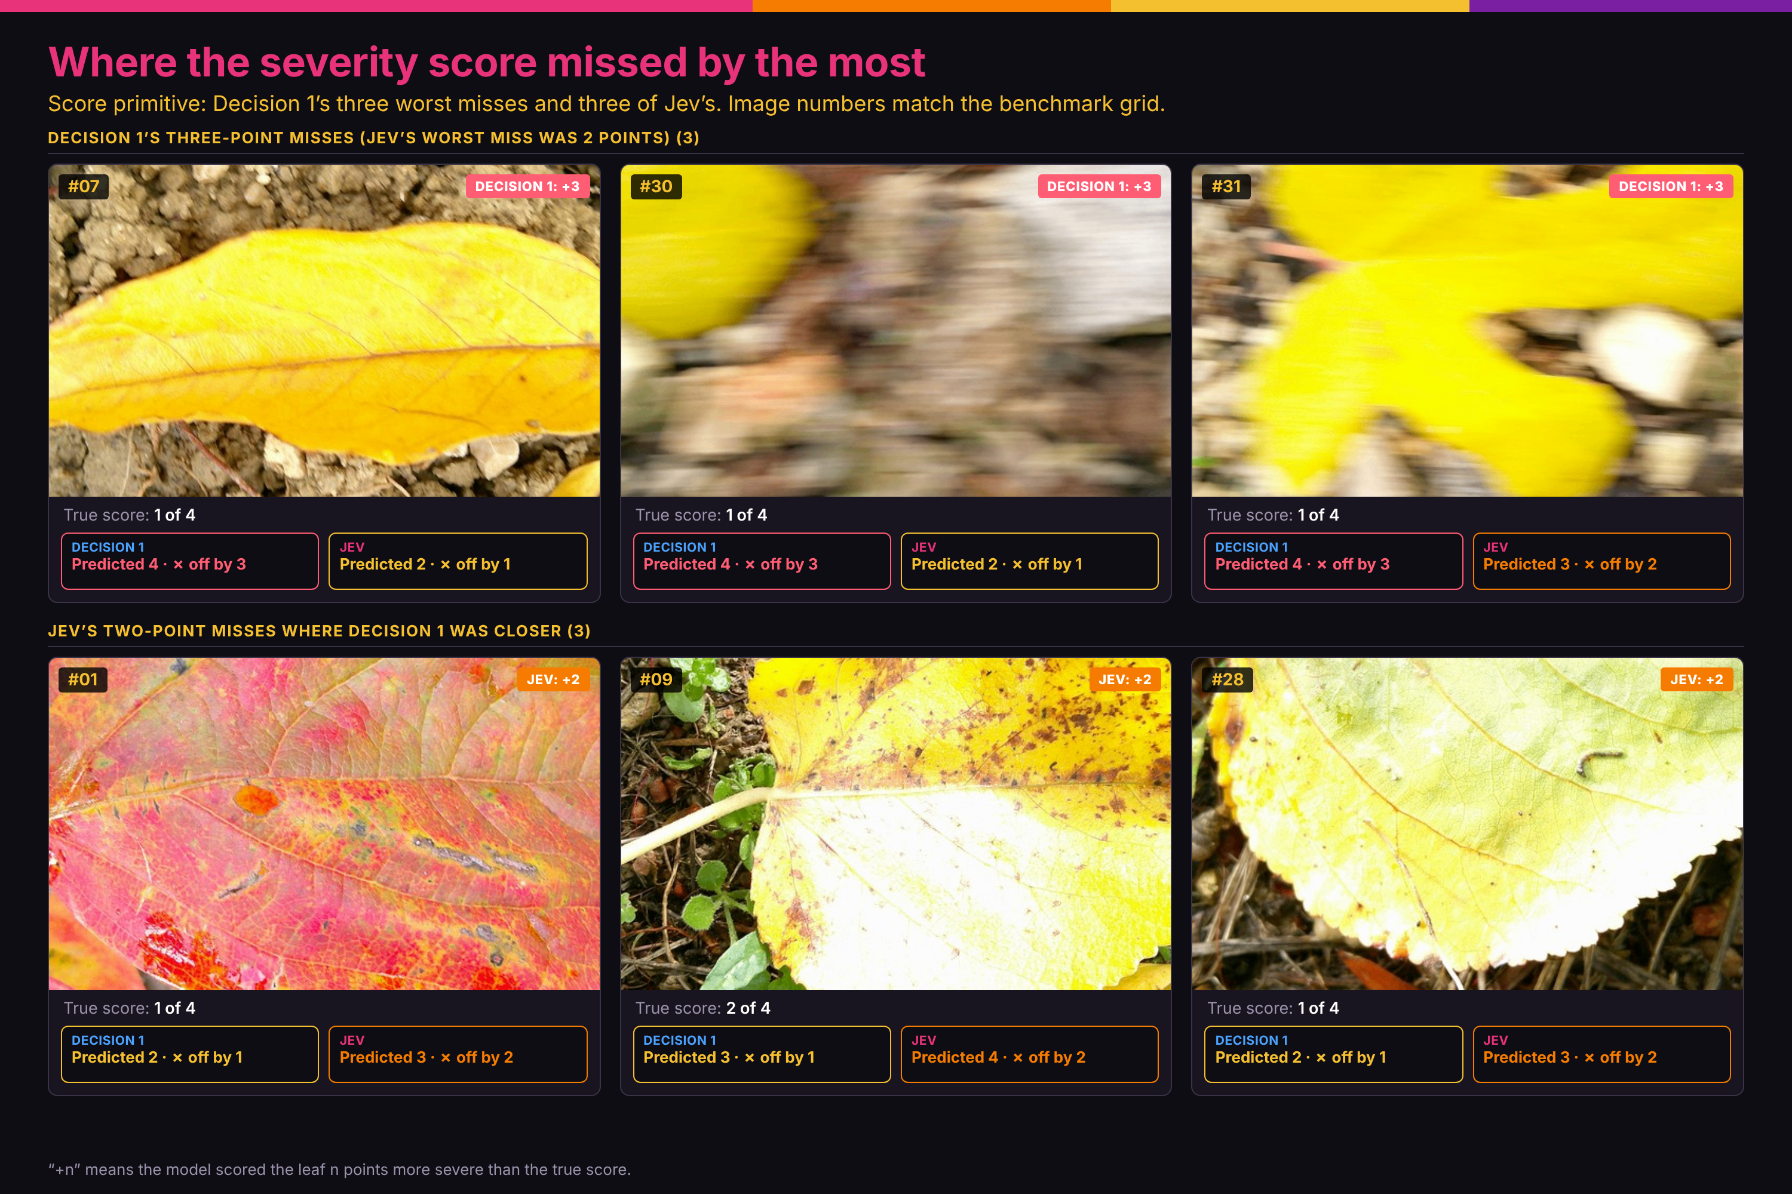 Where the severity score missed by the most
Score primitive: Decision 1’s three worst misses and three of Jev’s. Image numbers match the benchmark grid.
DECISION 1’S THREE-POINT MISSES (JEV’S WORST MISS WAS 2 POINTS) (3)
#07
DECISION 1: +3
True score: 1 of 4
DECISION 1
Predicted 4 · × off by 3
JEV
Predicted 2 · × off by 1
#30
DECISION 1: +3
True score: 1 of 4
DECISION 1
Predicted 4 · × off by 3
JEV
Predicted 2 · × off by 1
#31
DECISION 1: +3
True score: 1 of 4
DECISION 1
Predicted 4 · × off by 3
JEV
Predicted 3 · × off by 2
JEV’S TWO-POINT MISSES WHERE DECISION 1 WAS CLOSER (3)
#01
JEV: +2
True score: 1 of 4
DECISION 1
Predicted 2 · × off by 1
JEV
Predicted 3 · × off by 2
#09
JEV: +2
True score: 2 of 4
DECISION 1
Predicted 3 · × off by 1
JEV
Predicted 4 · × off by 2
#28
JEV: +2
True score: 1 of 4
DECISION 1
Predicted 2 · × off by 1
JEV
Predicted 3 · × off by 2
“+n” means the model scored the leaf n points more severe than the true score.